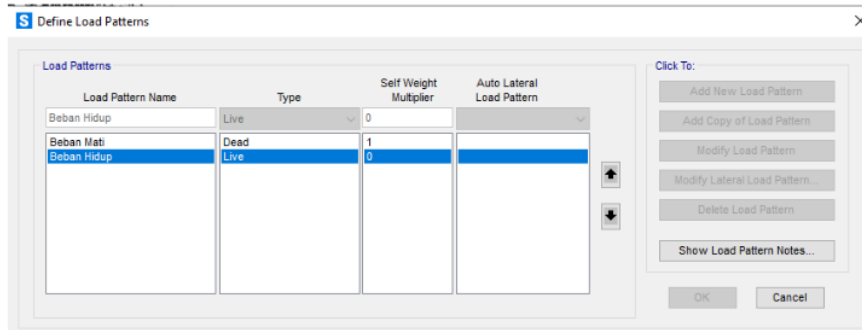 S Define Load Patterns
Load Patterns
Click To:
Load Pattern Name
Type
Self Weight Multiplier
Auto Lateral Load Pattern
Beban Hidup Live 0
Beban Mati Dead 1
Beban Hidup Live 0
Add New Load Pattern
Add Copy of Load Pattern
Modify Load Pattern
Modify Lateral Load Pattern...
Delete Load Pattern
Show Load Pattern Notes...
OK Cancel